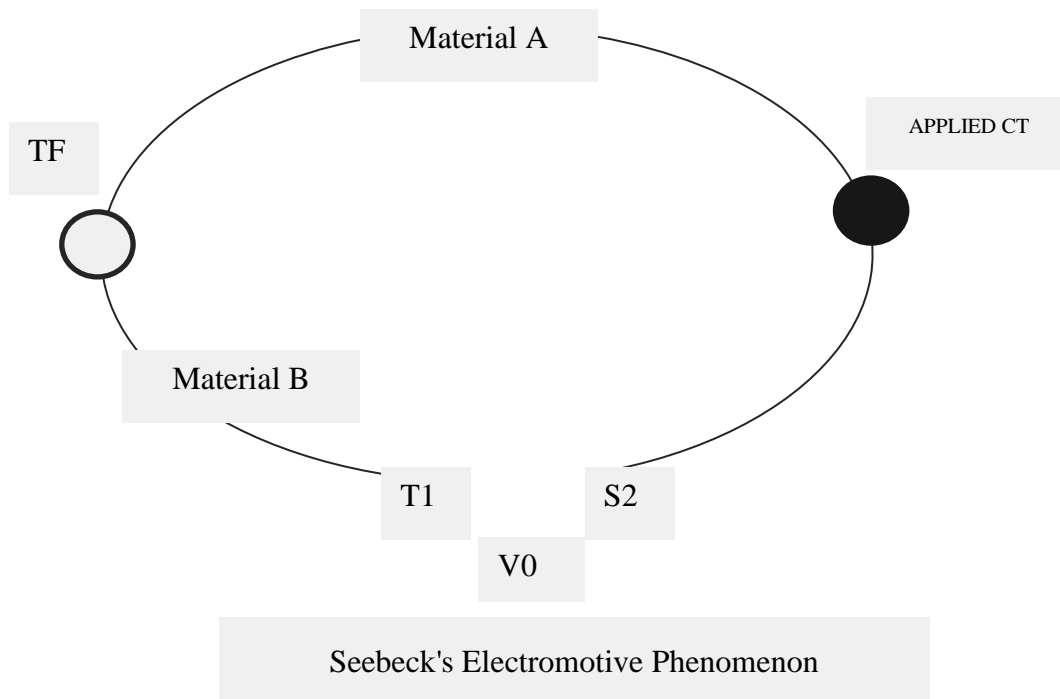 Material A
APPLIED CT
TF
Material B
T1
S2
V0
Seebeck's Electromotive Phenomenon